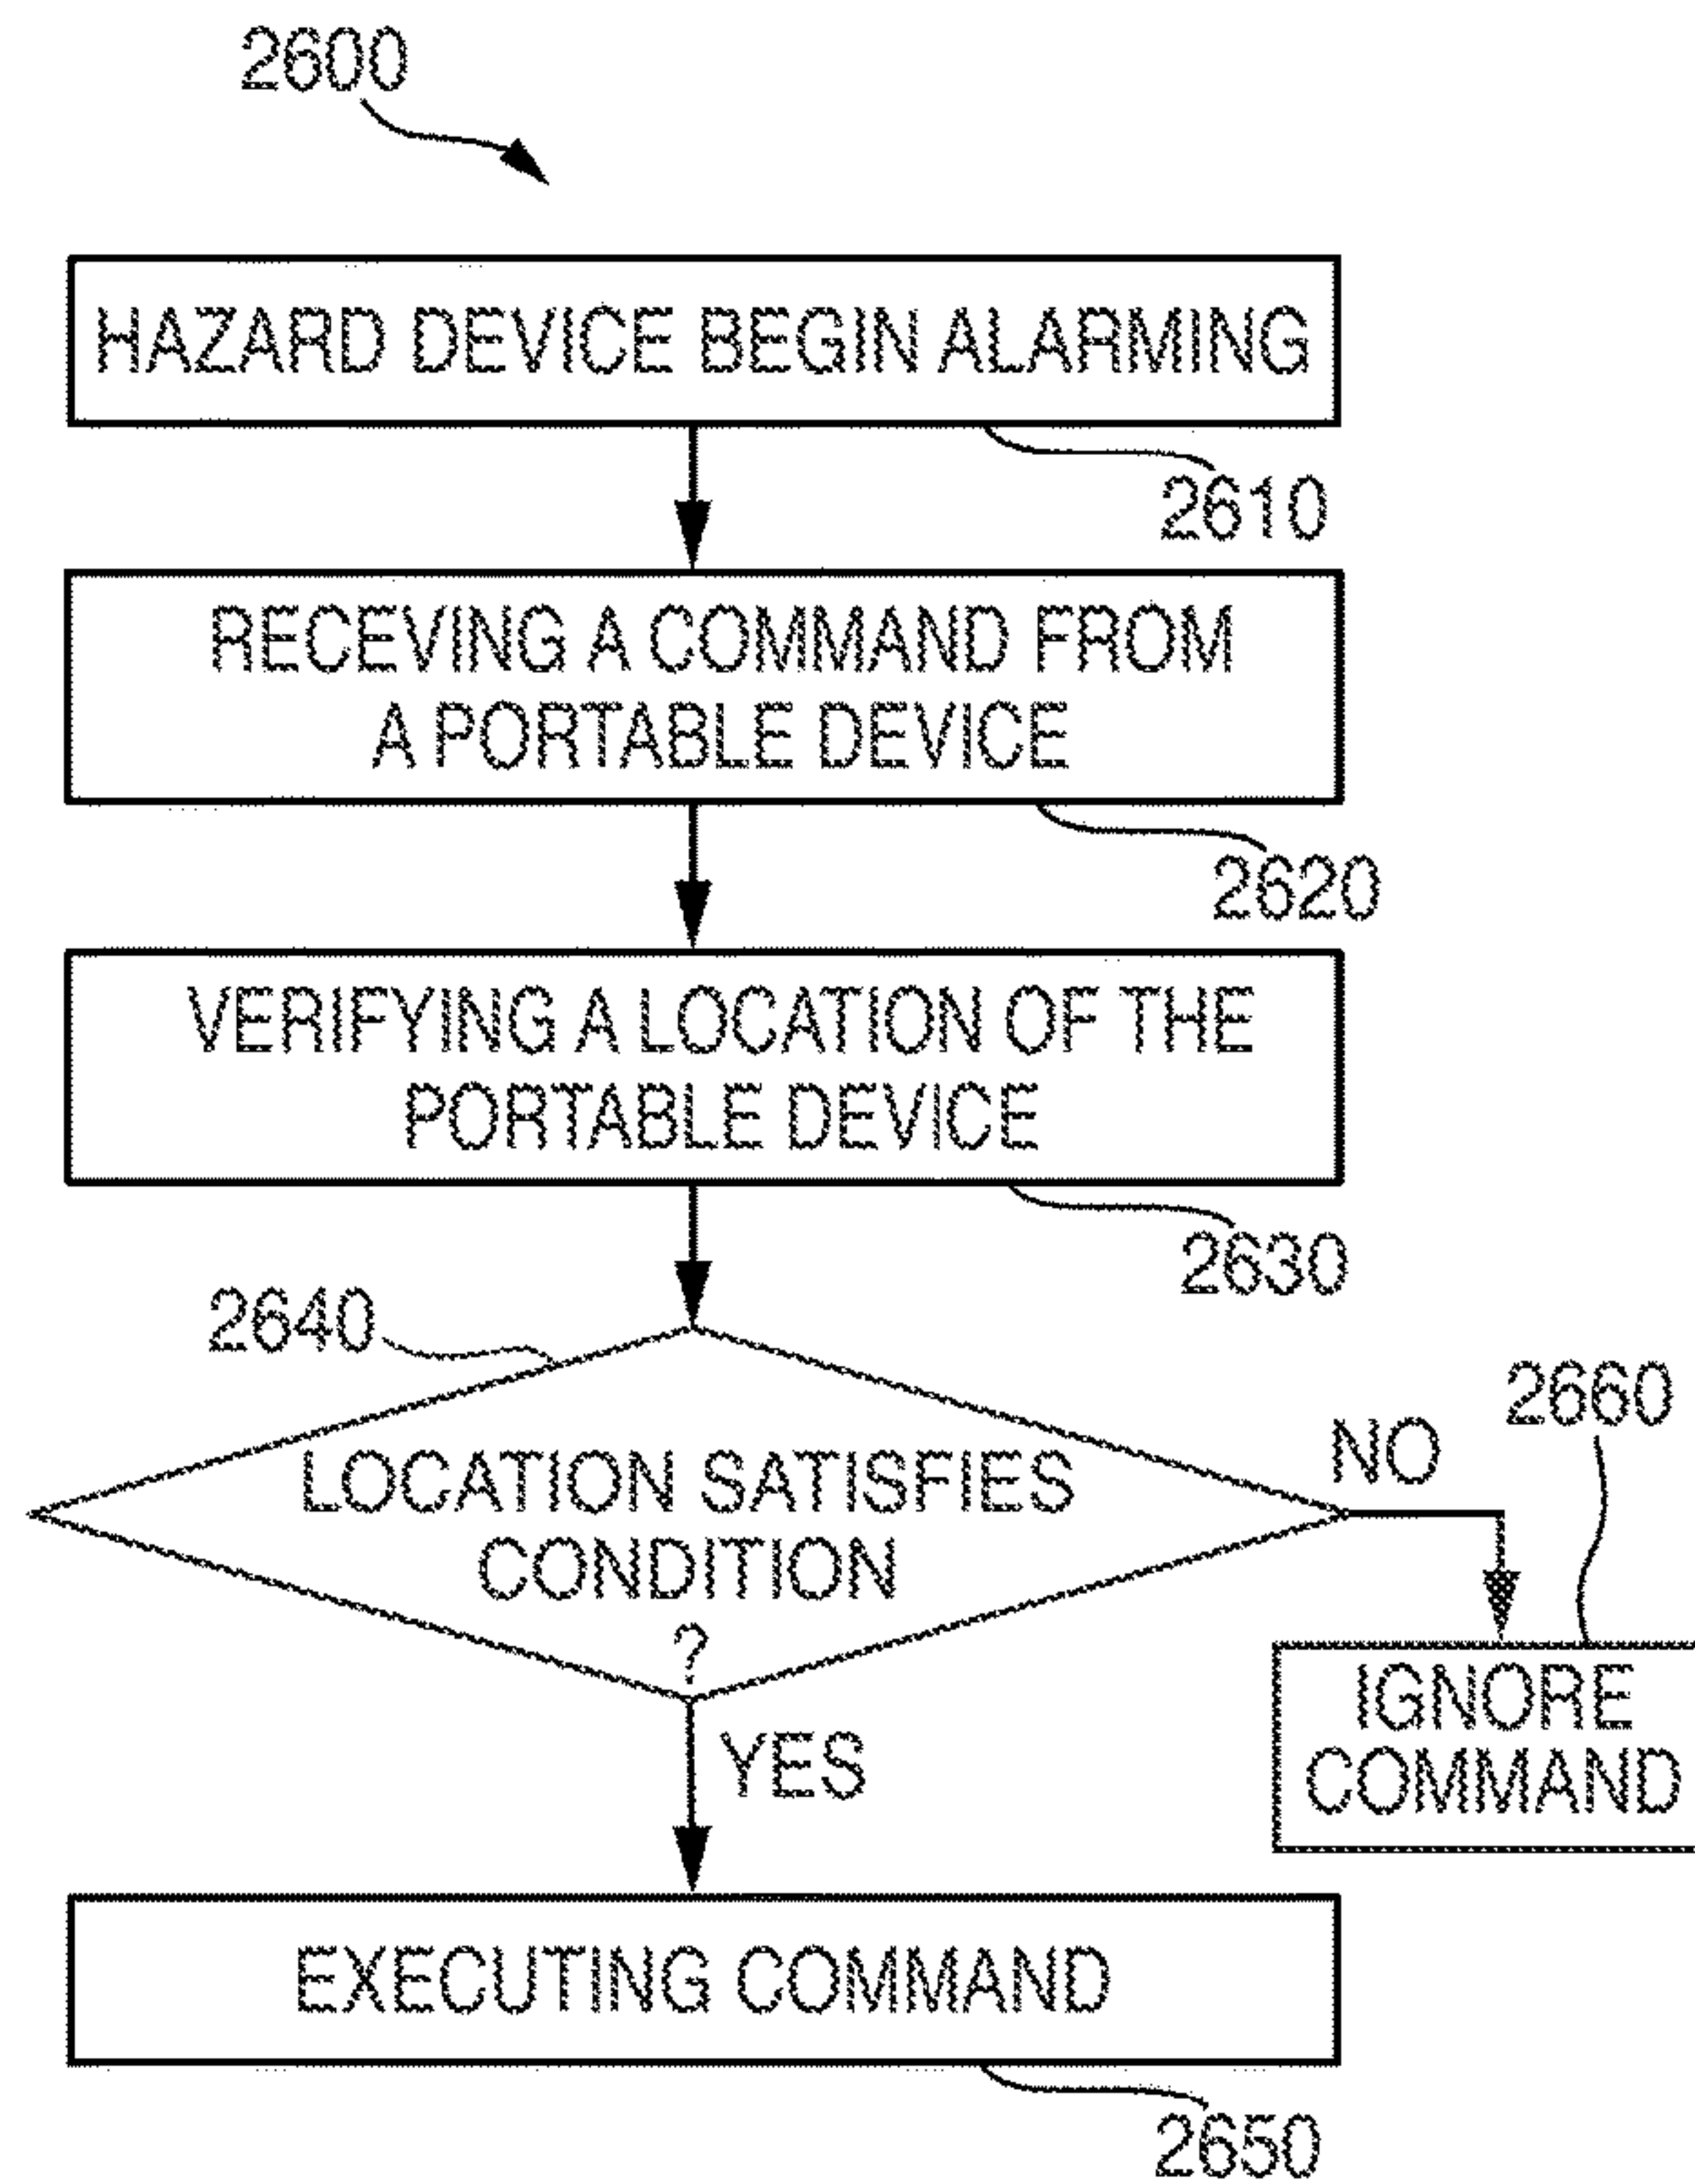 2600
HAZARD DEVICE BEGIN ALARMING
2610
RECEVING A COMMAND FROM
A PORTABLE DEVICE
2620
VERIFYING A LOCATION OF THE
PORTABLE DEVICE
2630
2640
LOCATION SATISFIES
CONDITION
?
NO
2660
IGNORE
COMMAND
YES
EXECUTING COMMAND
2650